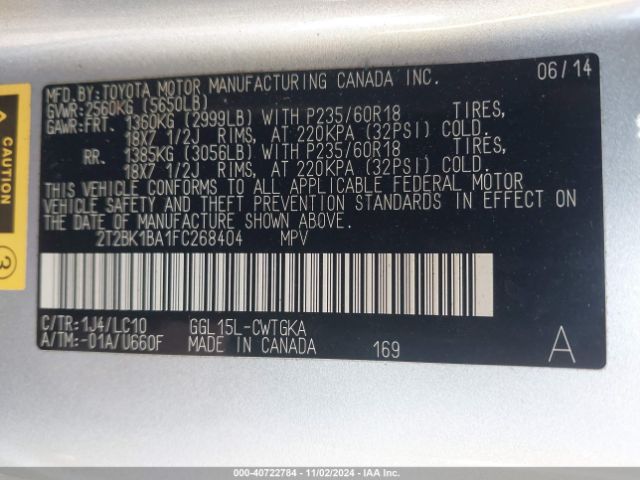 MFD.BY:TOYOTA MOTOR MANUFACTURING CANADA INC. 06/14
GVWR: 2560KG (5650LB)
GAWR:FRT. 1360KG (2999LB) WITH P235/60R18 TIRES,
18X7 1/2J RIMS, AT 220KPA (32PSI) COLD.
RR. 1385KG (3056LB) WITH P235/60R18 TIRES,
18X7 1/2J RIMS, AT 220KPA (32PSI) COLD.
THIS VEHICLE CONFORMS TO ALL APPLICABLE FEDERAL MOTOR
VEHICLE SAFETY AND THEFT PREVENTION STANDARDS IN EFFECT ON
THE DATE OF MANUFACTURE SHOWN ABOVE.
2T2BK1BA1FC268404 MPV
C/TR:1J4/LC10 GGL15L-CWTGKA
A/TM:-01A/U660F MADE IN CANADA 169 A
CAUTION
3
© COPART - 40722784 - 11/02/2024 - IAA Inc.